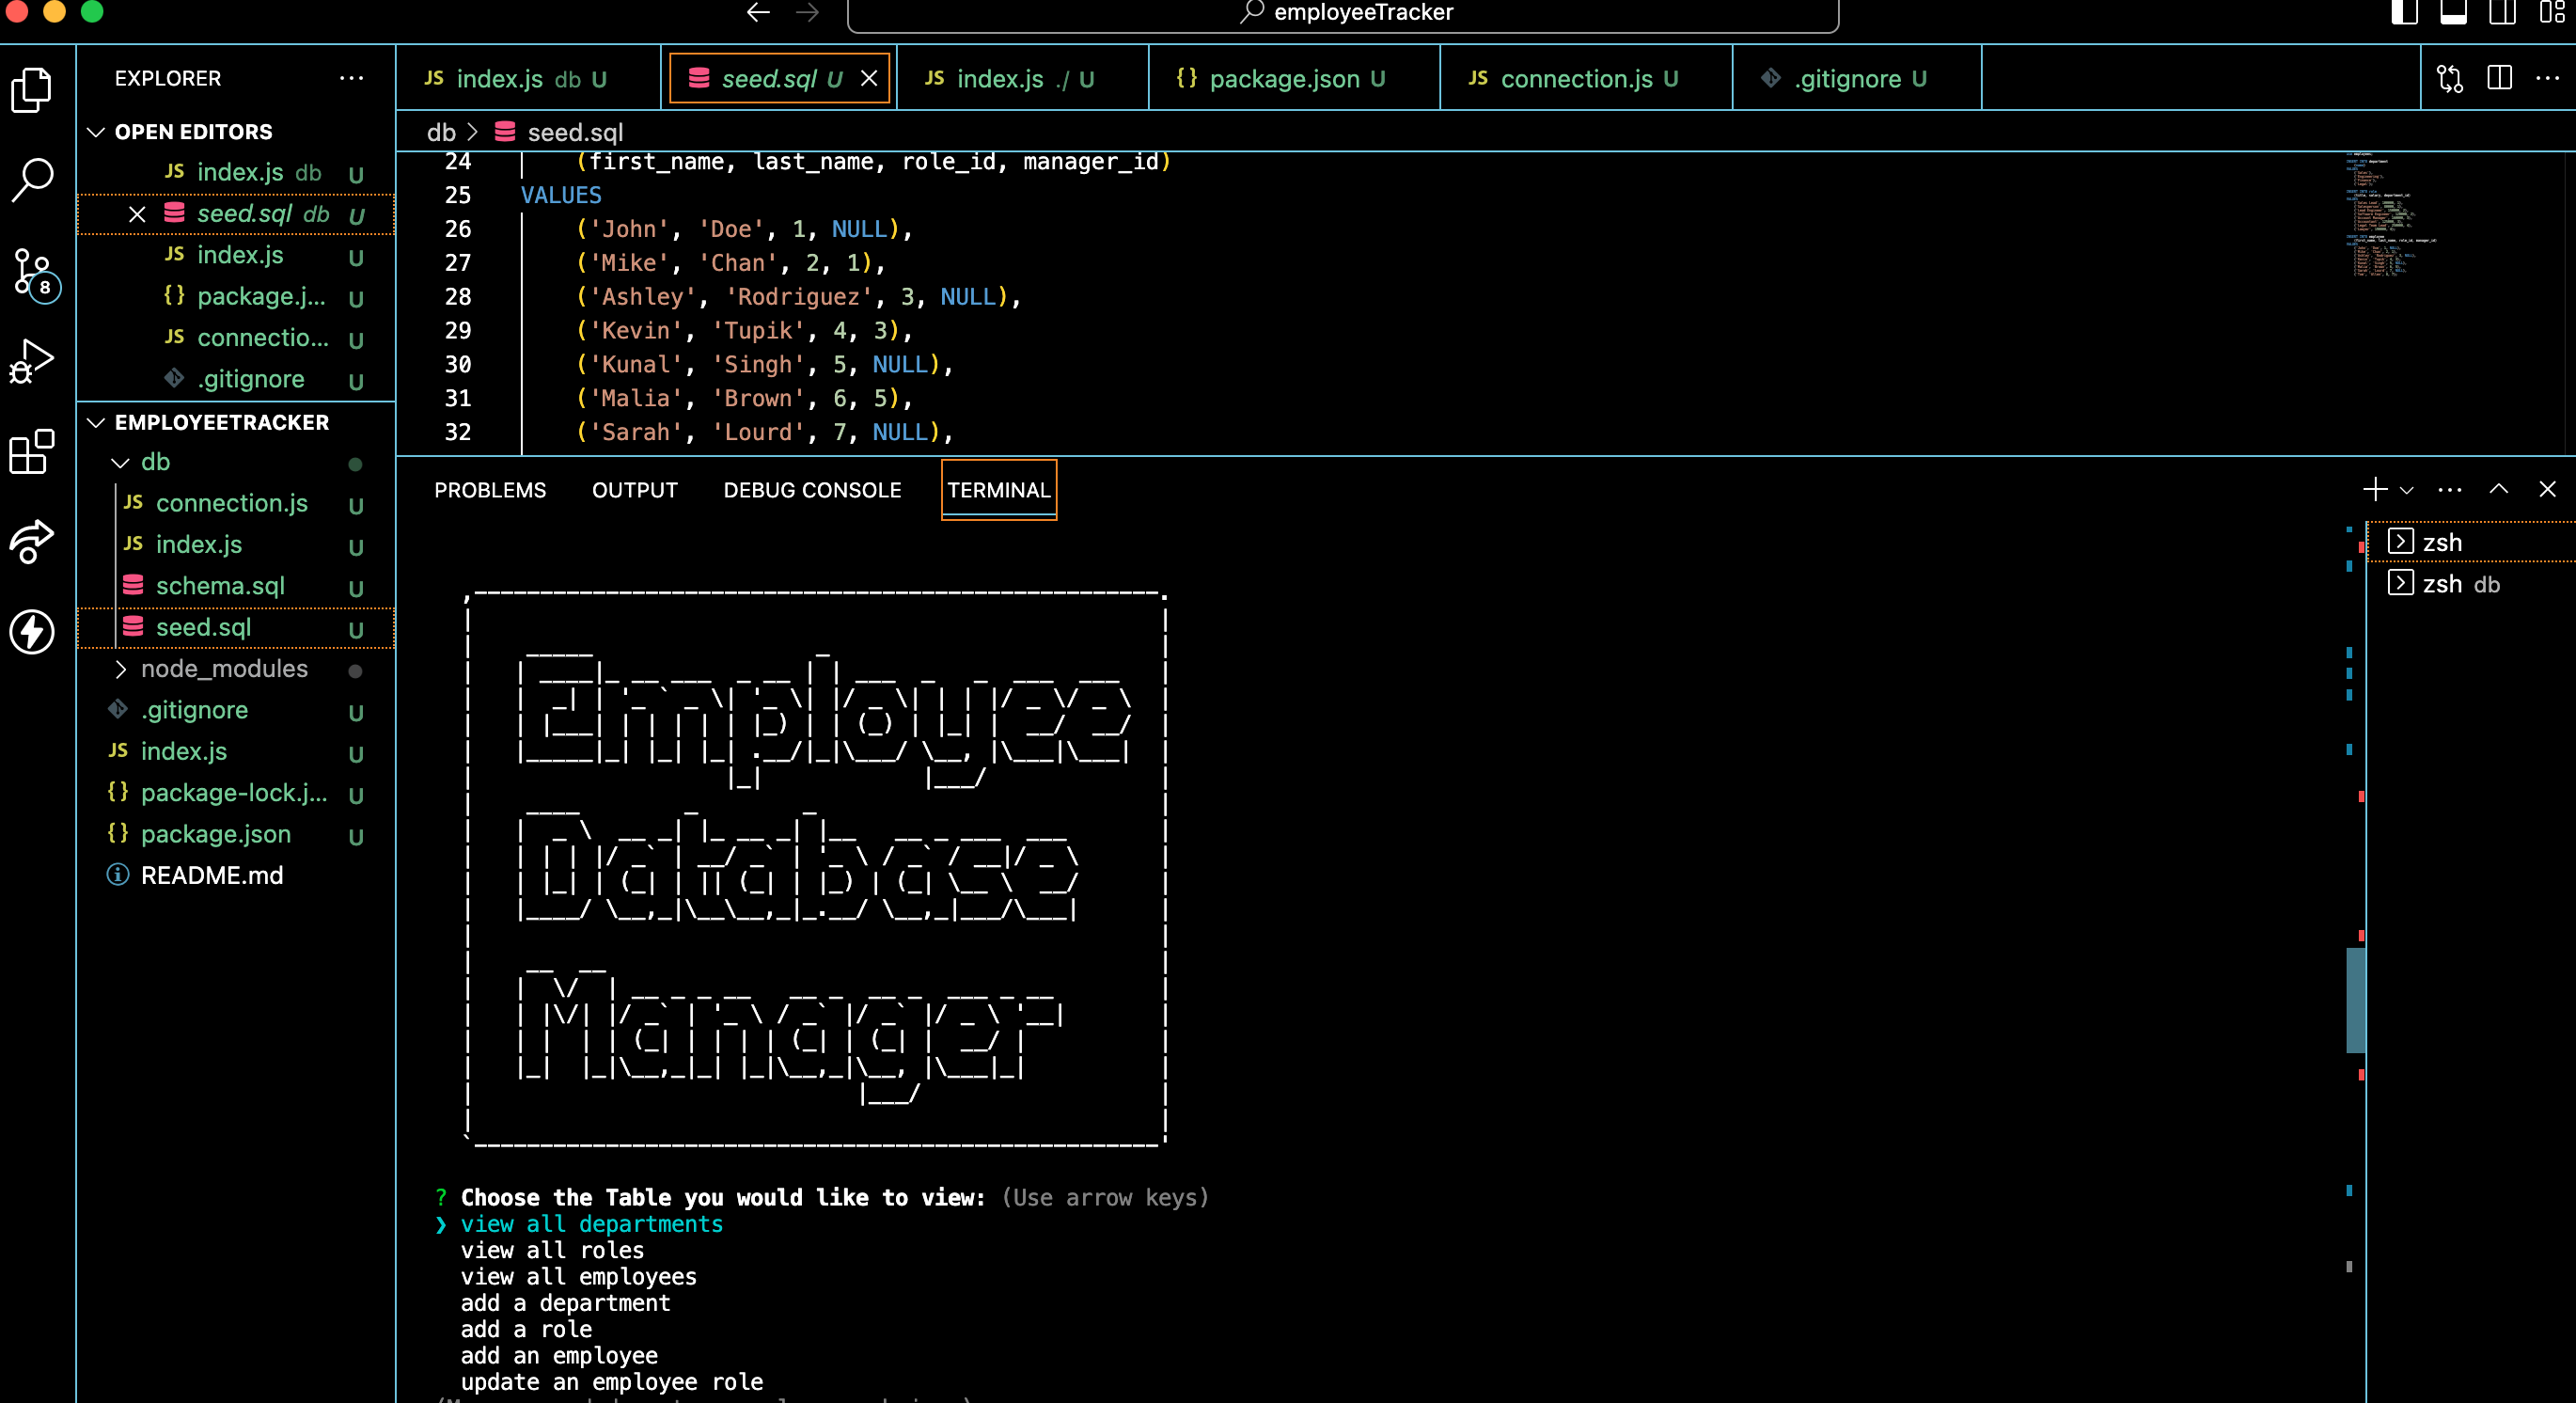 employeeTracker
EXPLORER
OPEN EDITORS
JS index.js db U
seed.sql db U
JS index.js U
{} package.j... U
JS connectio... U
.gitignore U
8
EMPLOYEETRACKER
db
JS connection.js U
JS index.js U
schema.sql U
seed.sql U
node_modules
.gitignore U
JS index.js U
{} package-lock.j... U
{} package.json U
README.md
JS index.js db U
seed.sql U
JS index.js ./ U
{} package.json U
JS connection.js U
.gitignore U
db > seed.sql
24 (first_name, last_name, role_id, manager_id)
25 VALUES
26 ('John', 'Doe', 1, NULL),
27 ('Mike', 'Chan', 2, 1),
28 ('Ashley', 'Rodriguez', 3, NULL),
29 ('Kevin', 'Tupik', 4, 3),
30 ('Kunal', 'Singh', 5, NULL),
31 ('Malia', 'Brown', 6, 5),
32 ('Sarah', 'Lourd', 7, NULL),
PROBLEMS OUTPUT DEBUG CONSOLE TERMINAL
zsh
zsh db
Employee
Database
Manager
? Choose the Table you would like to view: (Use arrow keys)
❯ view all departments
view all roles
view all employees
add a department
add a role
add an employee
update an employee role